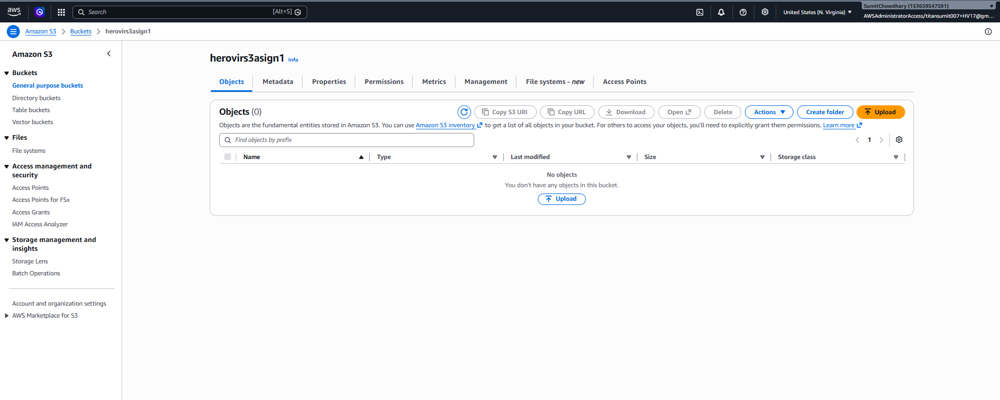 aws
Search [Alt+S]
United States (N. Virginia)
SumitChowdhary (153659547591)
AWSAdministratorAccess/titansumit007+HV17@gm...
Amazon S3 Buckets herovirs3asign1
Amazon S3
Buckets
General purpose buckets
Directory buckets
Table buckets
Vector buckets
Files
File systems
Access management and
security
Access Points
Access Points for FSx
Access Grants
IAM Access Analyzer
Storage management and
insights
Storage Lens
Batch Operations
Account and organization settings
AWS Marketplace for S3
herovirs3asign1 Info
Objects Metadata Properties Permissions Metrics Management File systems - new Access Points
Objects (0)
Copy S3 URI Copy URL Download Open Delete Actions Create folder Upload
Objects are the fundamental entities stored in Amazon S3. You can use Amazon S3 inventory to get a list of all objects in your bucket. For others to access your objects, you'll need to explicitly grant them permissions. Learn more
Find objects by prefix
1
Name Type Last modified Size Storage class
No objects
You don't have any objects in this bucket.
Upload